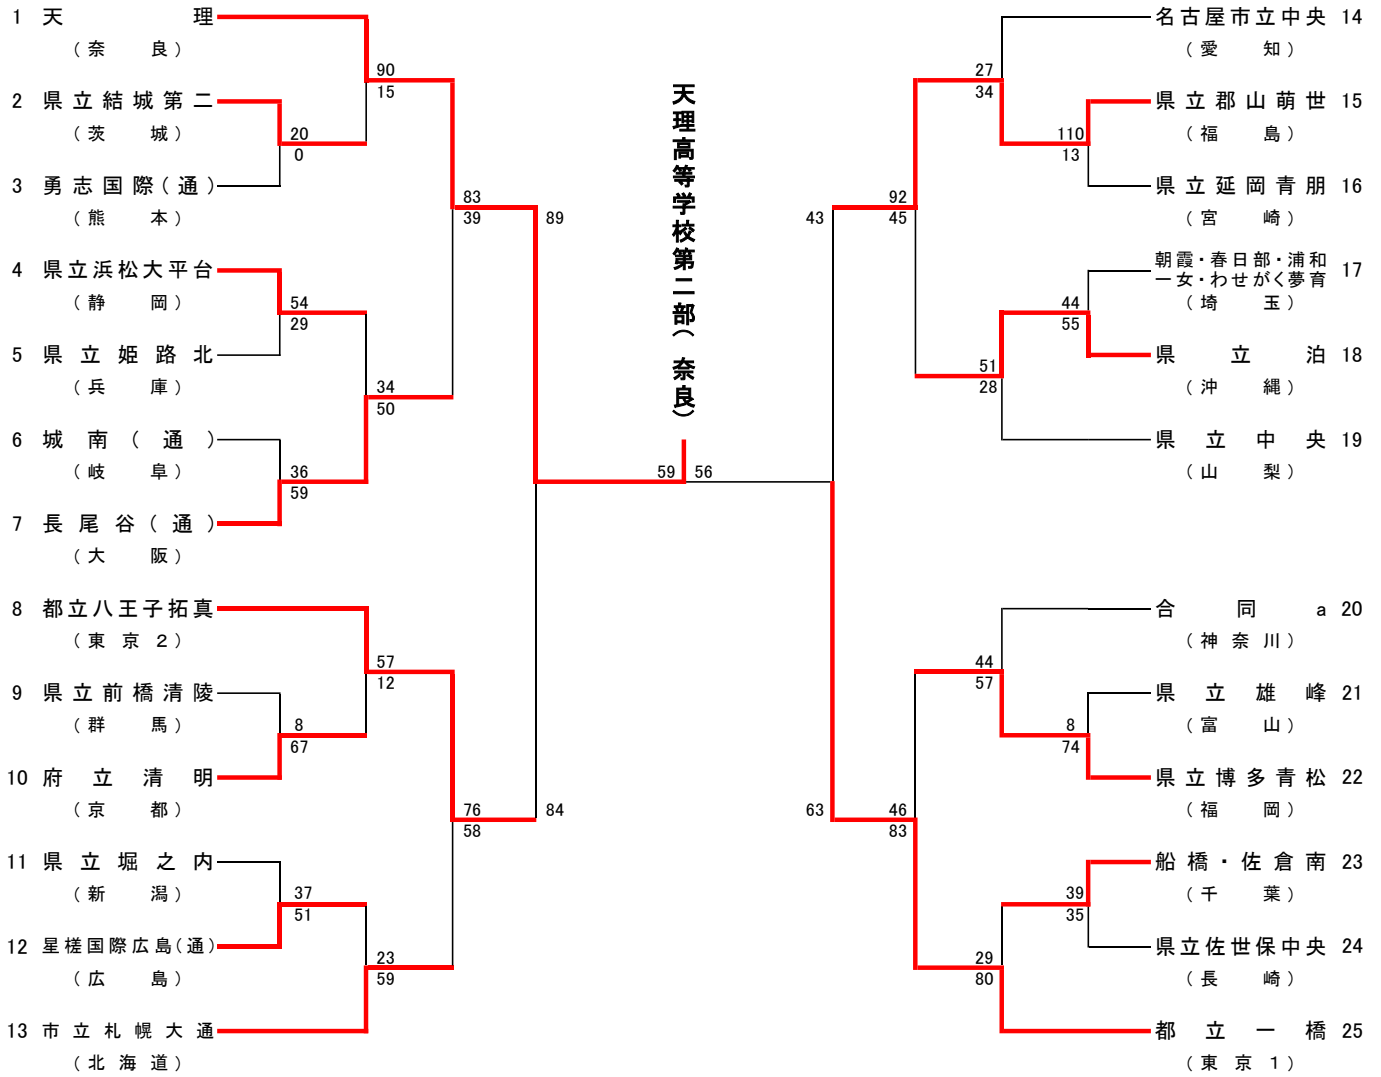 1 天理
（奈良）
90
15
2 県立結城第二
（茨城）
20
0
3 勇志国際（通）
（熊本）
83
39
89
4 県立浜松大平台
（静岡）
54
29
5 県立姫路北
（兵庫）
34
50
6 城南（通）
（岐阜）
36
59
7 長尾谷（通）
（大阪）
8 都立八王子拓真
（東京２）
57
12
9 県立前橋清陵
（群馬）
8
67
10 府立清明
（京都）
76
58
84
11 県立堀之内
（新潟）
37
51
12 星槎国際広島（通）
（広島）
23
59
13 市立札幌大通
（北海道）
天理高等学校第二部（奈良）
59 56
名古屋市立中央 14
（愛知）
27
34
県立郡山萌世 15
（福島）
110
13
県立延岡青朋 16
（宮崎）
43
92
45
朝霞・春日部・浦和
一女・わせがく夢育 17
（埼玉）
44
55
県立泊 18
（沖縄）
51
28
県立中央 19
（山梨）
合同a 20
（神奈川）
44
57
県立雄峰 21
（富山）
8
74
県立博多青松 22
（福岡）
63
46
83
船橋・佐倉南 23
（千葉）
39
35
県立佐世保中央 24
（長崎）
29
80
都立一橋 25
（東京１）